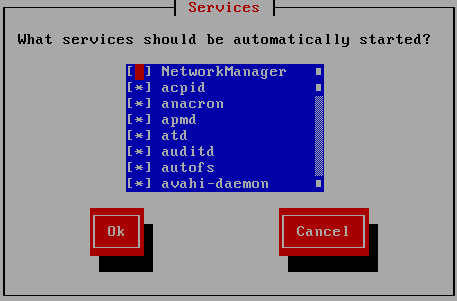 Services
What services should be automatically started?
[ ] NetworkManager
[*] acpid
[*] anacron
[*] apmd
[*] atd
[*] auditd
[*] autofs
[*] avahi-daemon
Ok Cancel